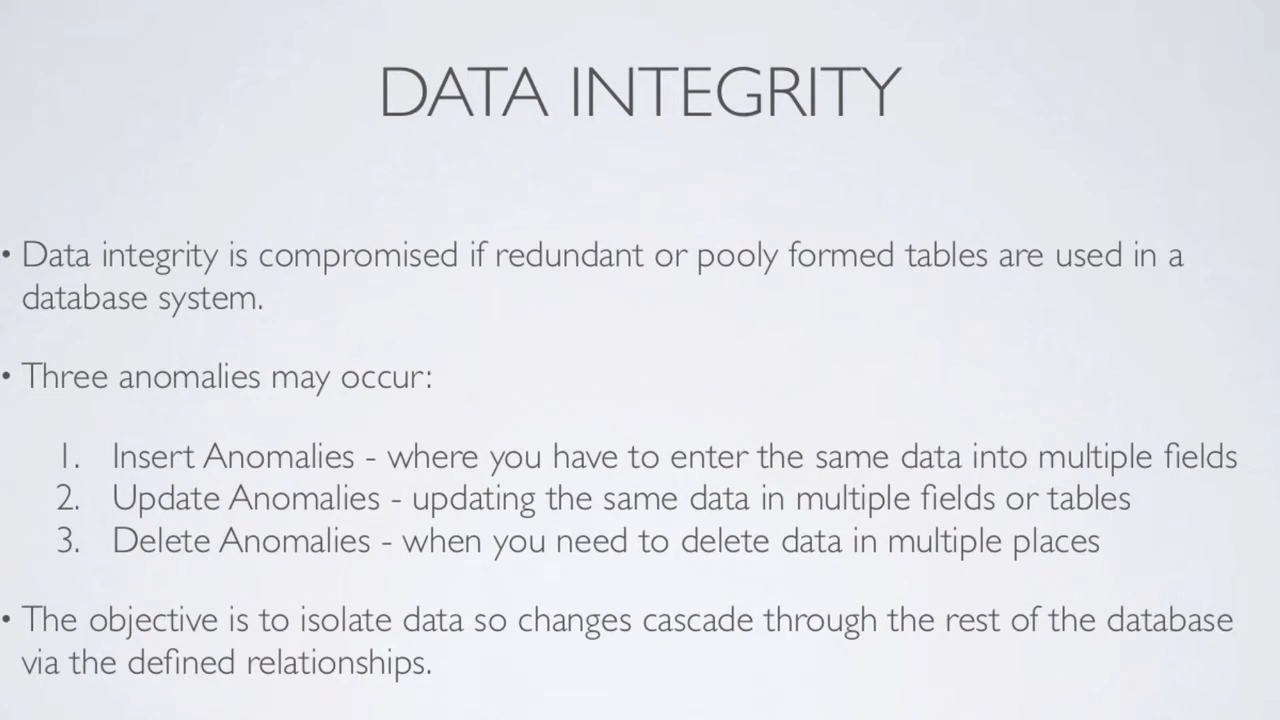 DATA INTEGRITY
• Data integrity is compromised if redundant or pooly formed tables are used in a
database system.
• Three anomalies may occur:
1. Insert Anomalies - where you have to enter the same data into multiple fields
2. Update Anomalies - updating the same data in multiple fields or tables
3. Delete Anomalies - when you need to delete data in multiple places
• The objective is to isolate data so changes cascade through the rest of the database
via the defined relationships.